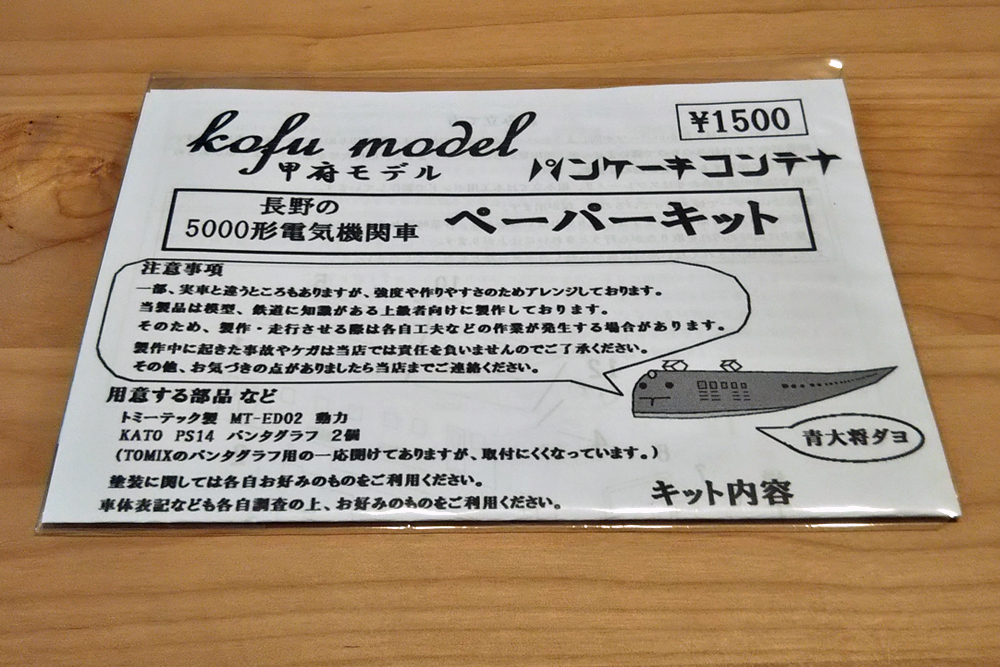 kofu model
甲府モデル
¥1500
パンケーキコンテナ
長野の
5000形電気機関車
ペーパーキット
注意事項
一部、実車と違うところもありますが、強度や作りやすさのためアレンジしております。
当製品は模型、鉄道に知識がある上級者向けに製作しております。
そのため、製作・走行させる際は各自工夫などの作業が発生する場合があります。
製作中に起きた事故やケガは当店では責任を負いませんのでご了承ください。
その他、お気づきの点がありましたら当店までご連絡ください。
用意する部品 など
トミーテック製 MT-ED02 動力
KATO PS14 パンタグラフ 2個
(TOMIXのパンタグラフ用の一応開けてありますが、取付にくくなっています。)
塗装に関しては各自お好みのものをご利用ください。
車体表記なども各自調査の上、お好みのものをご利用ください。
青大将ダヨ
キット内容